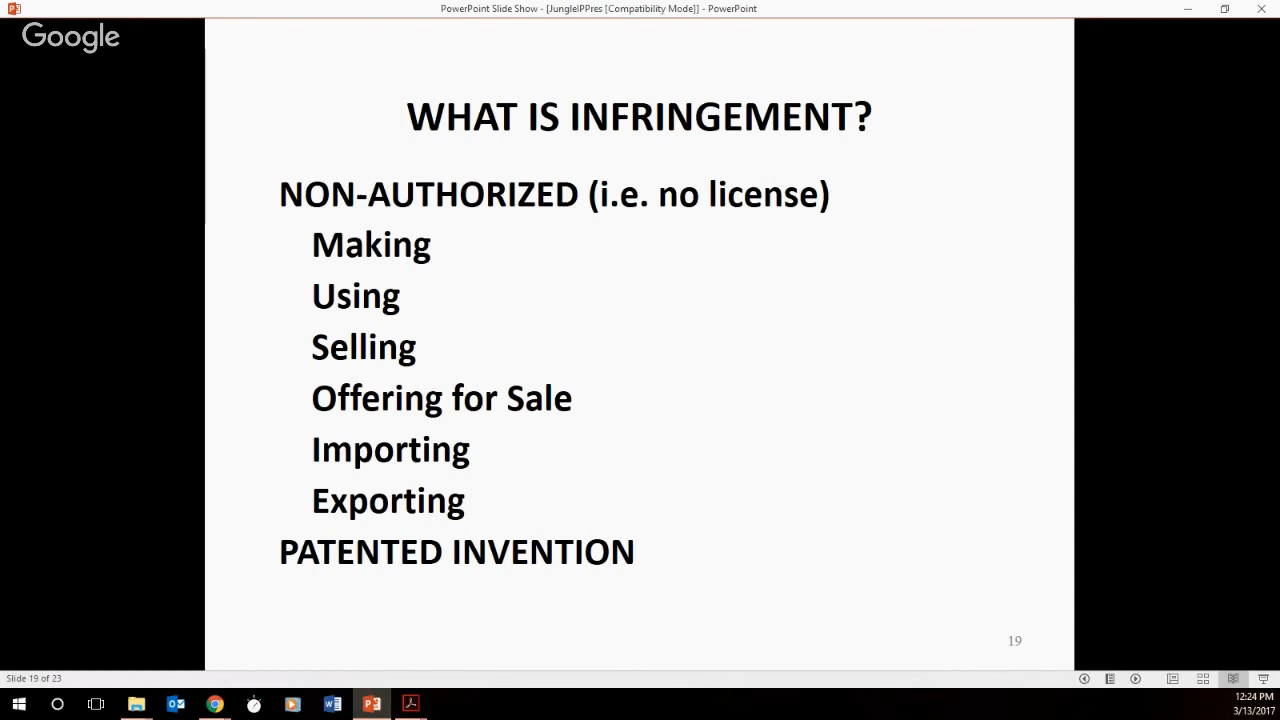 PowerPoint Slide Show - [JungleIPPres [Compatibility Mode]] - PowerPoint
Google
WHAT IS INFRINGEMENT?
NON-AUTHORIZED (i.e. no license)
Making
Using
Selling
Offering for Sale
Importing
Exporting
PATENTED INVENTION
19
Slide 19 of 23
12:24 PM
3/13/2017